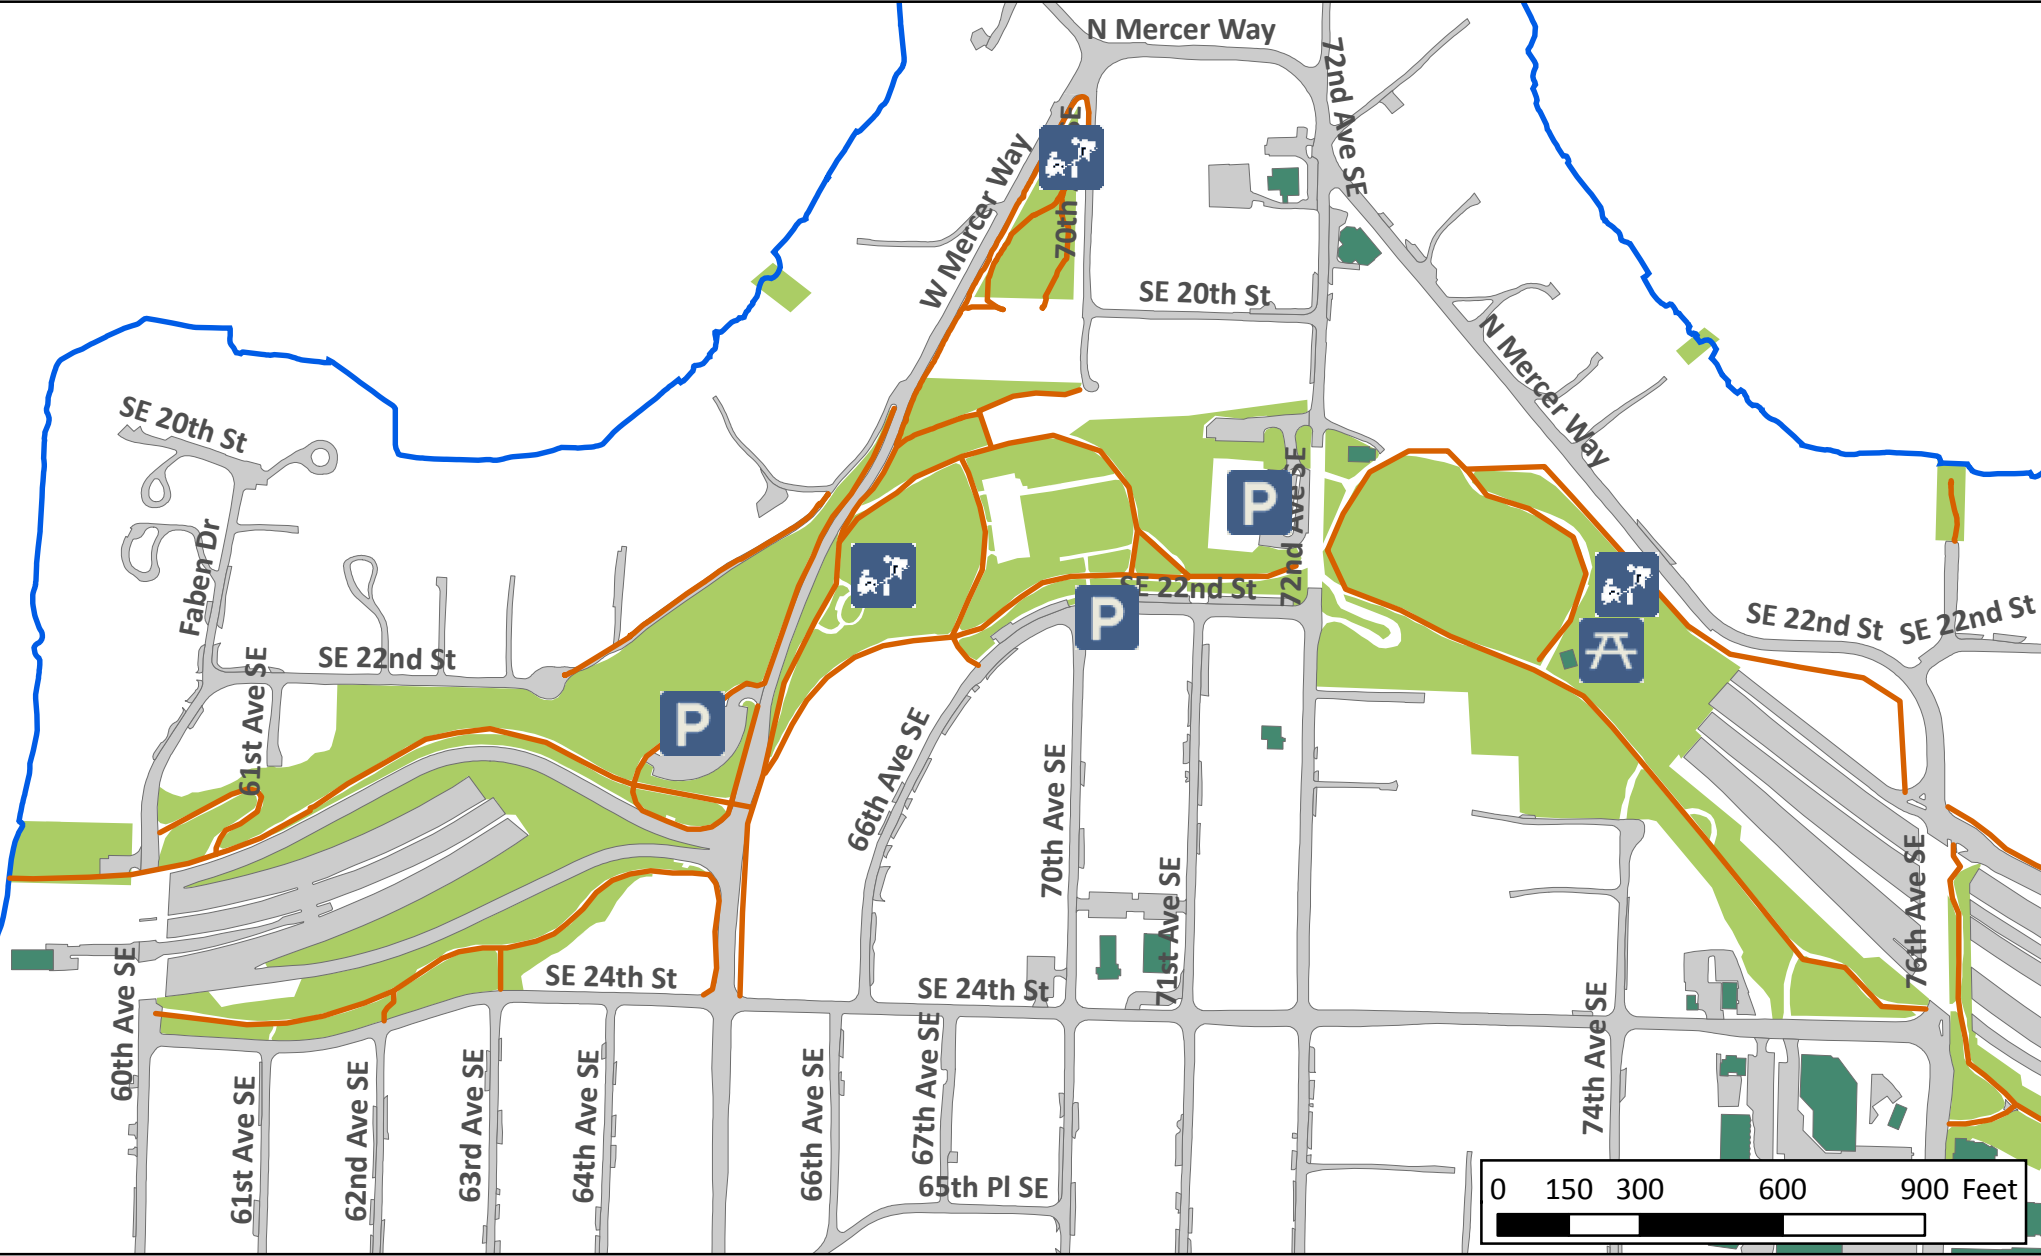 N Mercer Way
72nd Ave SE
W Mercer Way
70th
SE
SE 20th St
N Mercer Way
SE 20th St
Faben Dr
72nd Ave SE
P
SE 22nd St
P
SE 22nd St
SE 22nd St
SE 22nd St
61st Ave SE
P
66th Ave SE
70th Ave SE
71st Ave SE
76th Ave SE
SE 24th St
SE 24th St
60th Ave SE
61st Ave SE
62nd Ave SE
63rd Ave SE
64th Ave SE
66th Ave SE
67th Ave SE
74th Ave SE
65th Pl SE
0 150 300 600 900 Feet